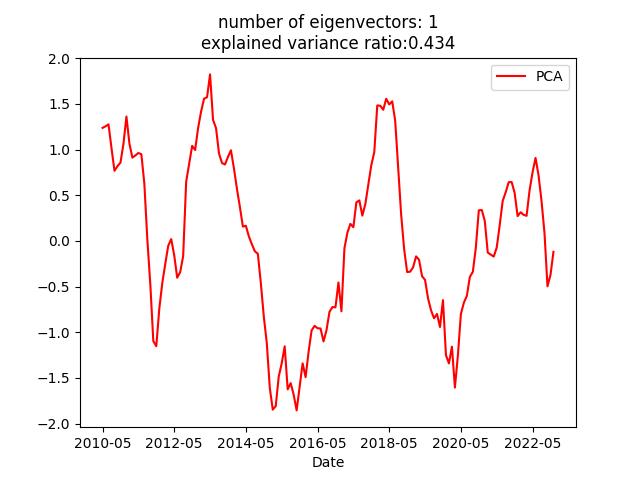 number of eigenvectors: 1
explained variance ratio:0.434
PCA
2.0
1.5
1.0
0.5
0.0
−0.5
−1.0
−1.5
−2.0
2010-05 2012-05 2014-05 2016-05 2018-05 2020-05 2022-05
Date